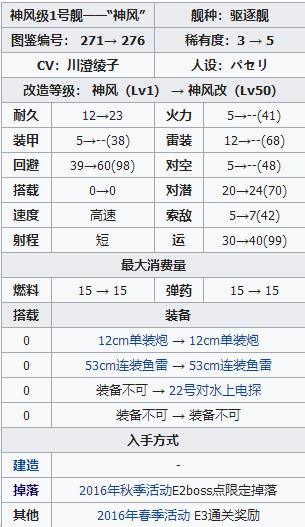 神风级1号舰——“神风” 舰种：驱逐舰
图鉴编号： 271→ 276 稀有度：3 → 5
CV：川澄绫子 人设：パセリ
改造等级： 神风（Lv1） → 神风改（Lv50）
耐久 12→23 火力 5→--(41)
装甲 5→--(38) 雷装 12→--(68)
回避 39→60(98) 对空 5→--(48)
搭载 0→0 对潜 20→24(70)
速度 高速 索敌 5→7(42)
射程 短 运 30→40(99)
最大消费量
燃料 15 → 15 弹药 15 → 15
搭载 装备
0 12cm单装炮 → 12cm单装炮
0 53cm连装鱼雷 → 53cm连装鱼雷
0 装备不可 → 22号对水上电探
0 装备不可 → 装备不可
入手方式
建造 -
掉落 2016年秋季活动E2boss点限定掉落
其他 2016年春季活动 E3通关奖励